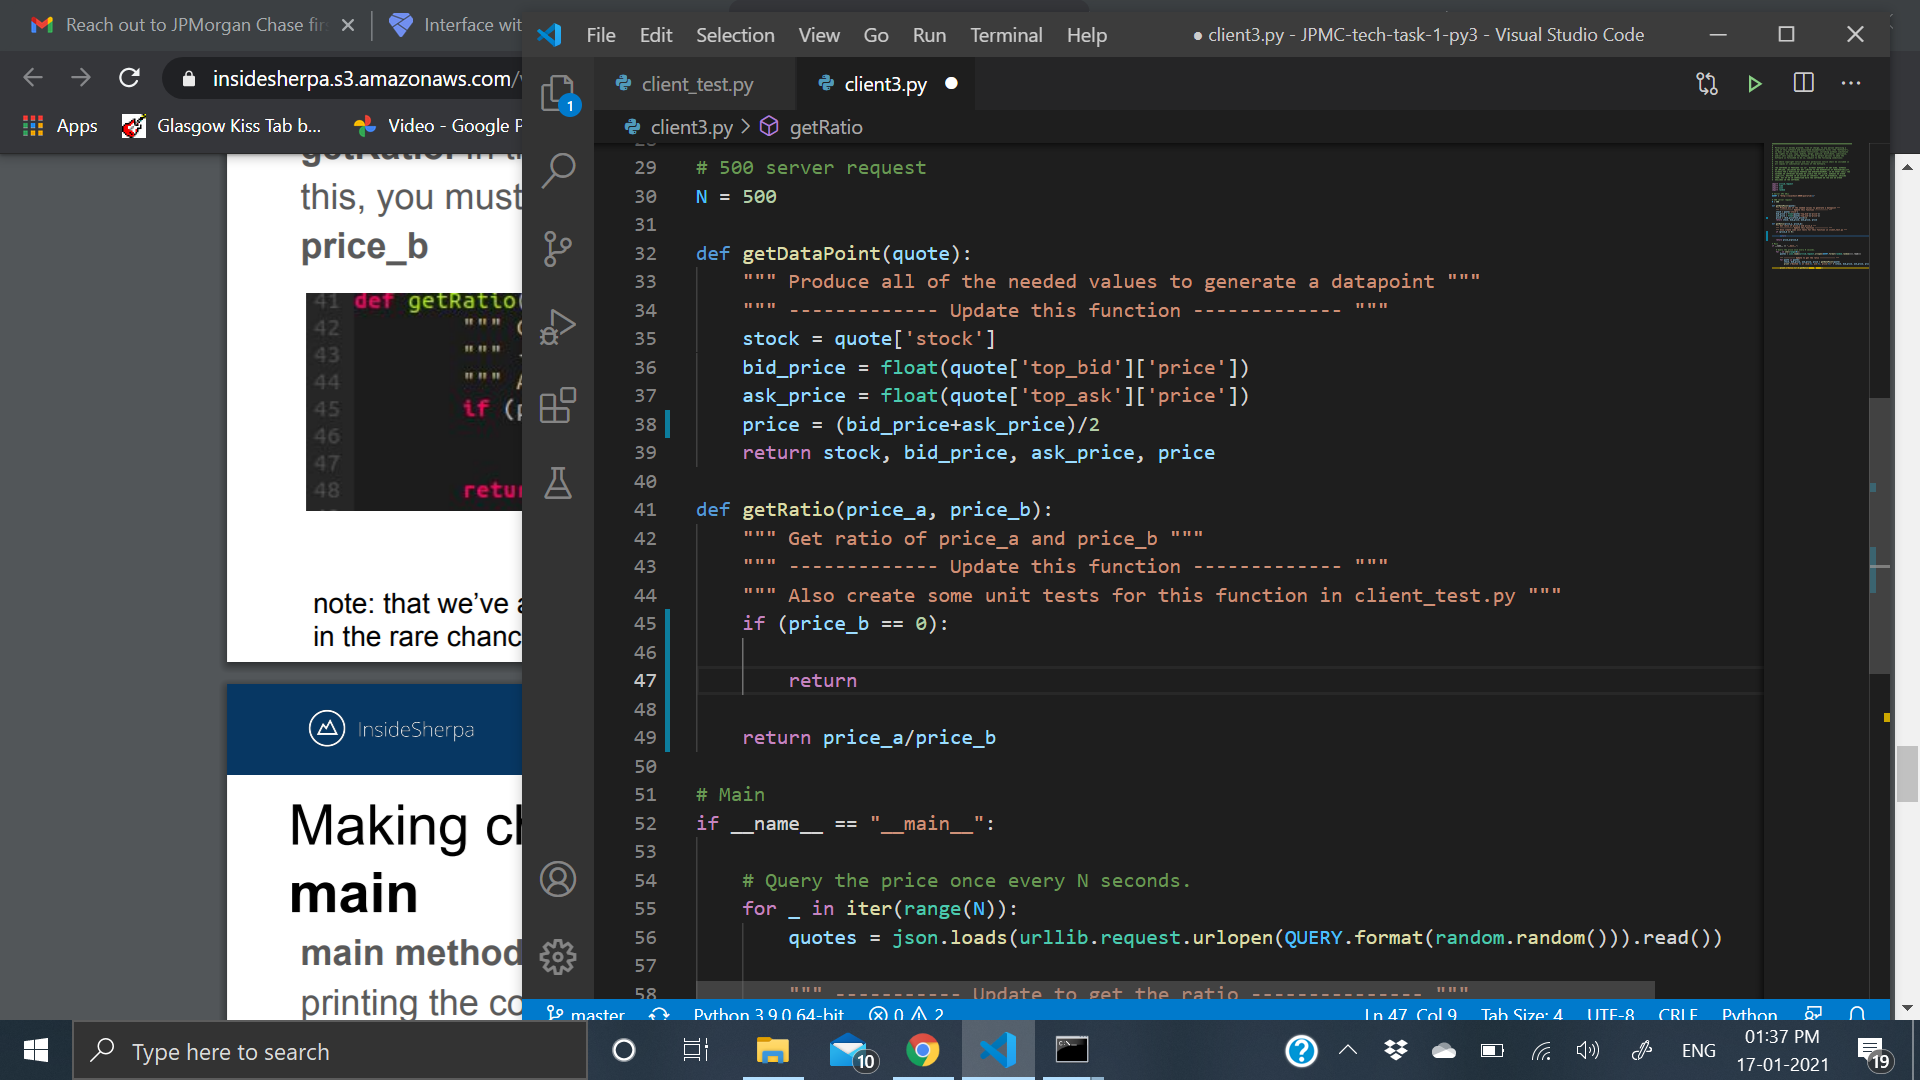 Reach out to JPMorgan Chase fir
Interface wit
insidesherpa.s3.amazonaws.com/
Apps
Glasgow Kiss Tab b...
Video - Google P
this, you must
price_b
41 def getRatio(
42 """
43 """
44 """
45 if (
46
47
48 retur
note: that we've a
in the rare chanc
InsideSherpa
Making ch
main
main method
printing the co
File Edit Selection View Go Run Terminal Help
● client3.py - JPMC-tech-task-1-py3 - Visual Studio Code
1
client_test.py
client3.py
client3.py > getRatio
29 # 500 server request
30 N = 500
31
32 def getDataPoint(quote):
33 """ Produce all of the needed values to generate a datapoint """
34 """ ------------- Update this function ------------- """
35 stock = quote['stock']
36 bid_price = float(quote['top_bid']['price'])
37 ask_price = float(quote['top_ask']['price'])
38 price = (bid_price+ask_price)/2
39 return stock, bid_price, ask_price, price
40
41 def getRatio(price_a, price_b):
42 """ Get ratio of price_a and price_b """
43 """ ------------- Update this function ------------- """
44 """ Also create some unit tests for this function in client_test.py """
45 if (price_b == 0):
46
47 return
48
49 return price_a/price_b
50
51 # Main
52 if __name__ == "__main__":
53
54 # Query the price once every N seconds.
55 for _ in iter(range(N)):
56 quotes = json.loads(urllib.request.urlopen(QUERY.format(random.random())).read())
57
58 """ ----------- Update to get the ratio --------------- """
master
Python 3.9.0 64-bit
0 2
Ln 47, Col 9
Tab Size: 4
UTF-8
CRLF
Python
Type here to search
10
ENG
01:37 PM
17-01-2021
19